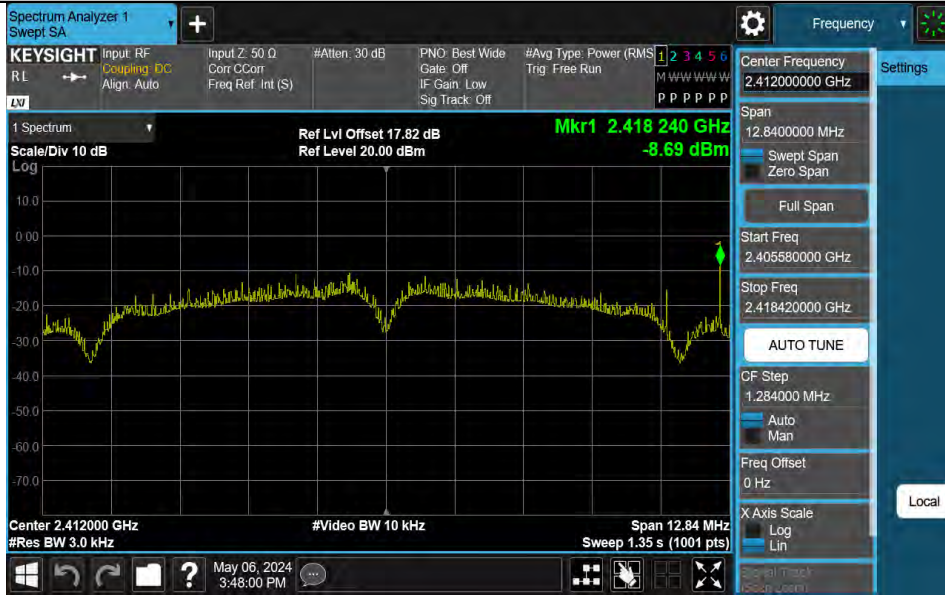 Spectrum Analyzer 1
Swept SA
Frequency
KEYSIGHT
RL
LXI
Input: RF
Coupling: DC
Align: Auto
Input Z: 50 Ω
Corr CCorr
Freq Ref: Int (S)
#Atten: 30 dB
PNO: Best Wide
Gate: Off
IF Gain: Low
Sig Track: Off
#Avg Type: Power (RMS
Trig: Free Run
1 2 3 4 5 6
M W W W W W
P P P P P P
1 Spectrum
Scale/Div 10 dB
Log
Ref Lvl Offset 17.82 dB
Ref Level 20.00 dBm
Mkr1 2.418 240 GHz
-8.69 dBm
10.0
0.00
-10.0
-20.0
-30.0
-40.0
-50.0
-60.0
-70.0
1
Center 2.412000 GHz
#Res BW 3.0 kHz
#Video BW 10 kHz
Span 12.84 MHz
Sweep 1.35 s (1001 pts)
May 06, 2024
3:48:00 PM
Center Frequency
2.412000000 GHz
Span
12.8400000 MHz
Swept Span
Zero Span
Full Span
Start Freq
2.405580000 GHz
Stop Freq
2.418420000 GHz
AUTO TUNE
CF Step
1.284000 MHz
Auto
Man
Freq Offset
0 Hz
X Axis Scale
Log
Lin
Signal Track
(Span Zoom)
Settings
Local